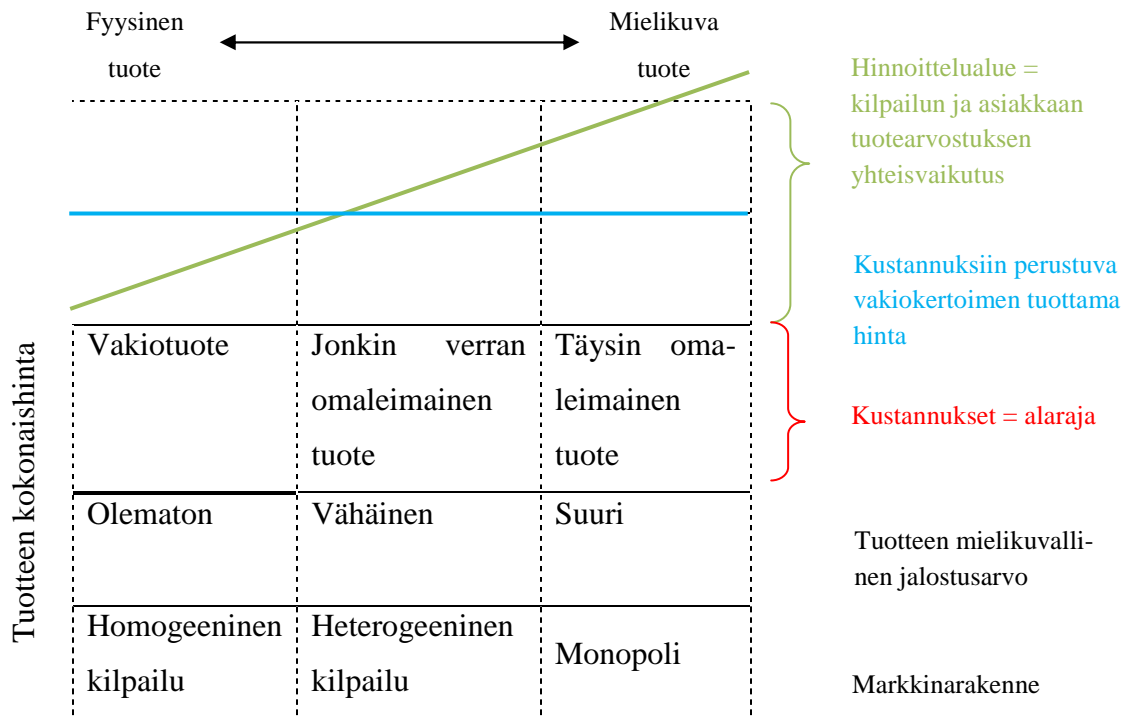 Fyysinen
tuote
Mielikuva
tuote
Hinnoittelualue =
kilpailun ja asiakkaan
tuotearvostuksen
yhteisvaikutus
Kustannuksiin perustuva
vakiokertoimen tuottama
hinta
Tuotteen kokonaishinta
Vakiotuote
Jonkin verran
omaleimainen
tuote
Täysin oma-
leimainen
tuote
Kustannukset = alaraja
Olematon
Vähäinen
Suuri
Tuotteen mielikuvalli-
nen jalostusarvo
Homogeeninen
kilpailu
Heterogeeninen
kilpailu
Monopoli
Markkinarakenne